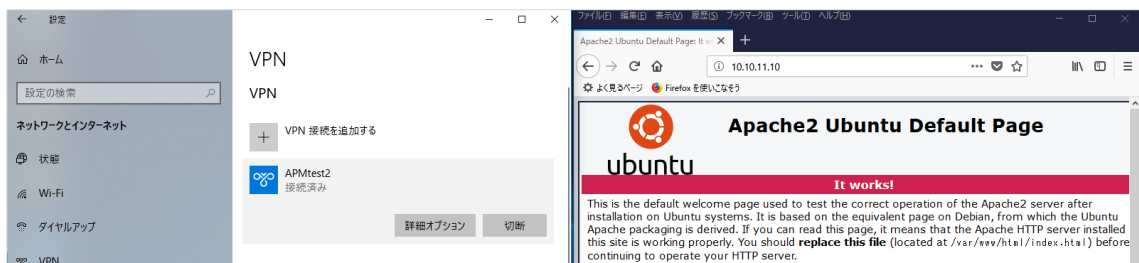 設定
ホーム
設定の検索
ネットワークとインターネット
状態
Wi-Fi
ダイヤルアップ
VPN
VPN
VPN
VPN 接続を追加する
APMtest2
接続済み
詳細オプション
切断
ファイル(F) 編集(E) 表示(V) 履歴(S) ブックマーク(B) ツール(T) ヘルプ(H)
Apache2 Ubuntu Default Page: It w
10.10.11.10
よく見るページ Firefox を使いこなそう
ubuntu
Apache2 Ubuntu Default Page
It works!
This is the default welcome page used to test the correct operation of the Apache2 server after
installation on Ubuntu systems. It is based on the equivalent page on Debian, from which the Ubuntu
Apache packaging is derived. If you can read this page, it means that the Apache HTTP server installed
this site is working properly. You should replace this file (located at /var/www/html/index.html) before
continuing to operate your HTTP server.